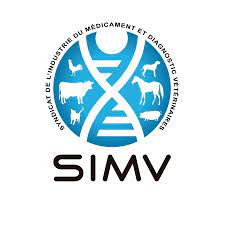 SYNDICAT DE L'INDUSTRIE DU MÉDICAMENT ET DIAGNOSTIC VÉTÉRINAIRES
SIMV